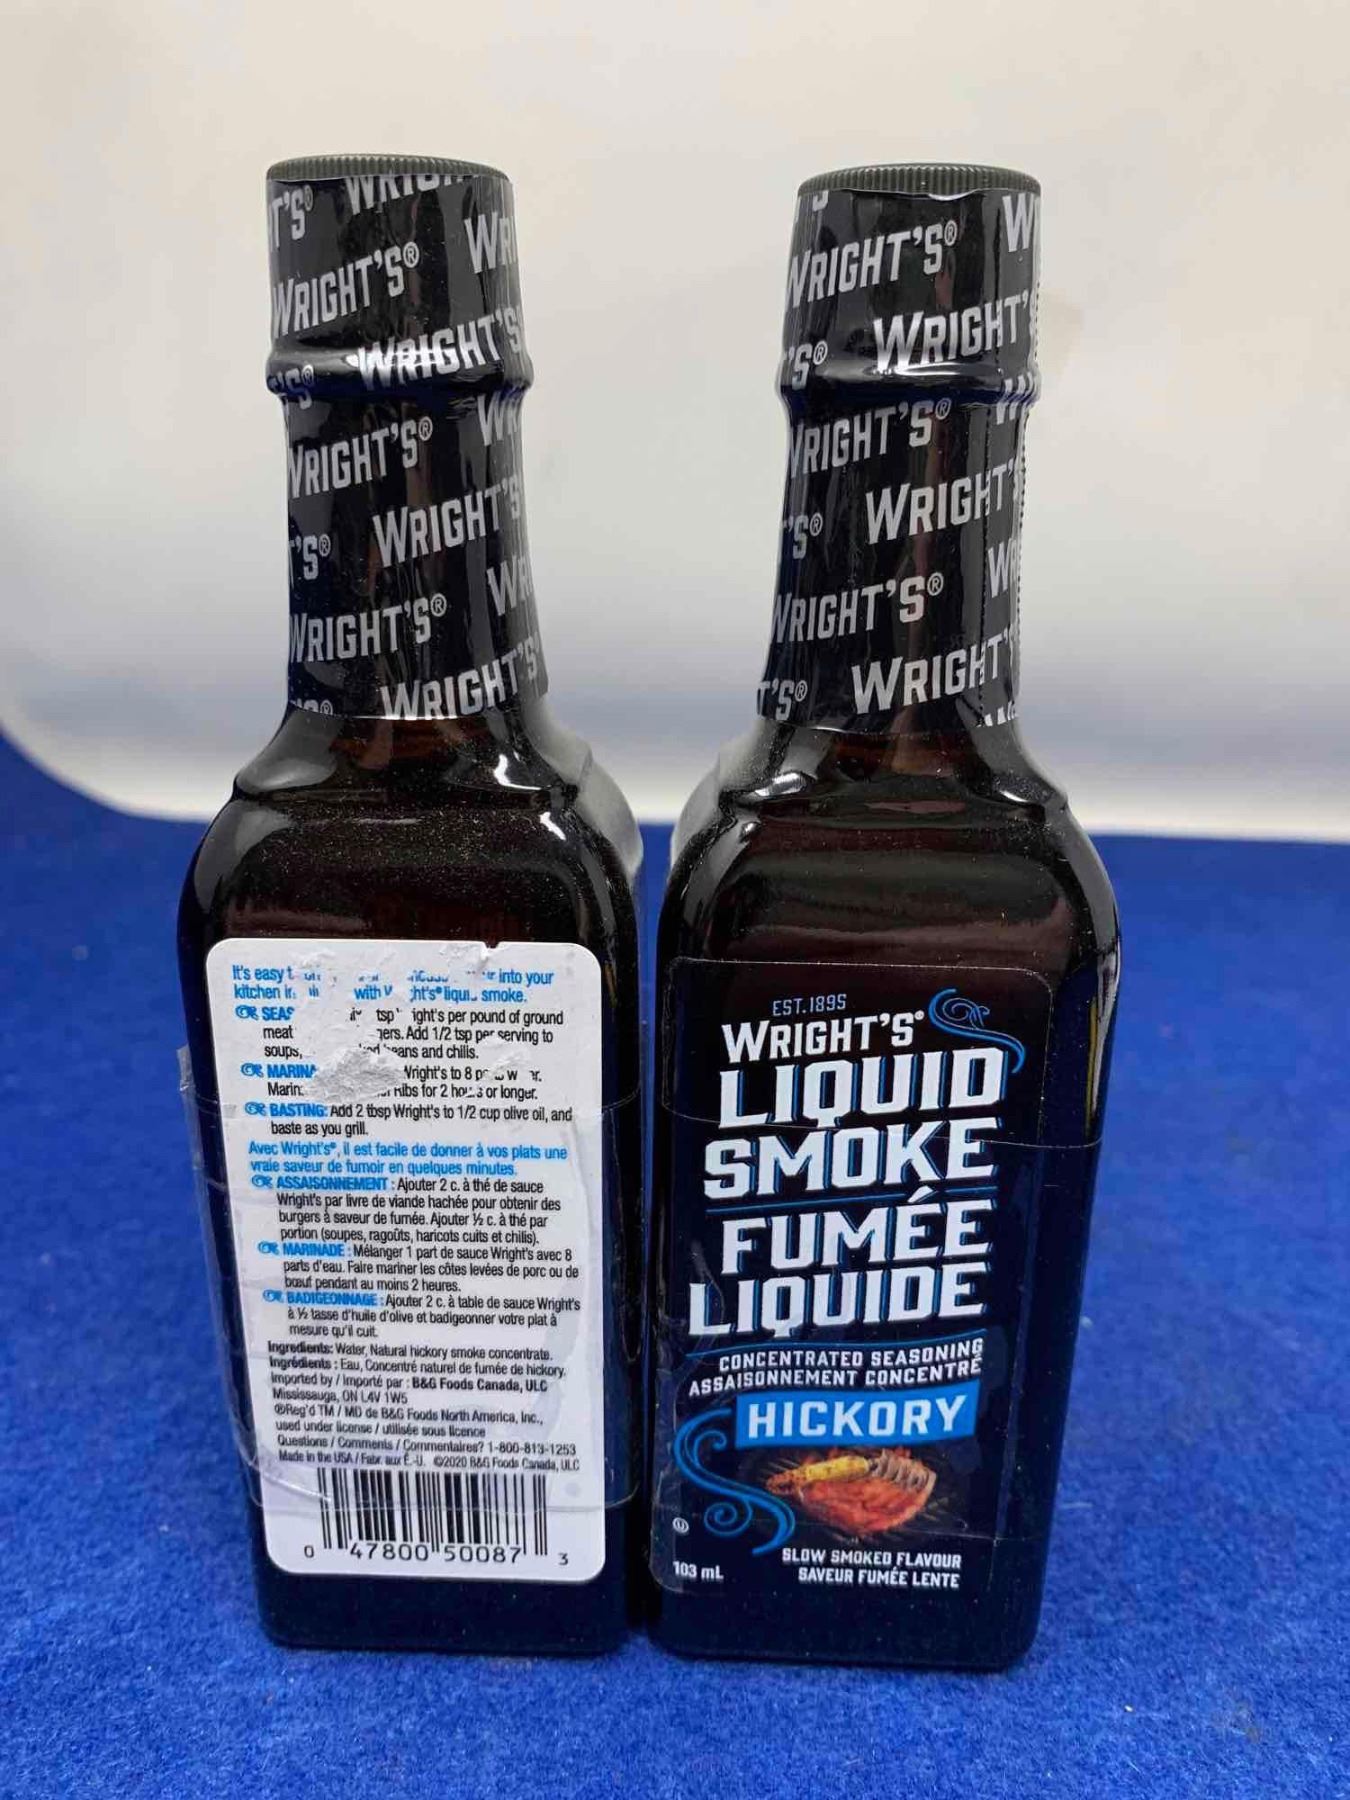 WRIGHT'S®
WRIGHT'S
WRIGHT'S®
WRIGHT'S
WRIGHT'S®
WRIGHT'S
It's easy into your
kitchen with liquid smoke.
tsp per pound of ground
meat Add 1/2 tsp per serving to
soups, beans and chilis.
Wright's to 8
Ribs for 2 hours or longer.
BASTING: Add 2 tbsp Wright's to 1/2 cup olive oil, and
baste as you grill.
Avec Wright's®, il est facile de donner à vos plats une
vraie saveur de fumoir en quelques minutes.
ASSAISONNEMENT : Ajouter 2 c. à thé de sauce
Wright's par livre de viande hachée pour obtenir des
burgers à saveur de fumée. Ajouter ½ c. à thé par
portion (soupes, ragoûts, haricots cuits et chilis).
MARINADE : Mélanger 1 part de sauce Wright's avec 8
parts d'eau. Faire mariner les côtes levées de porc ou de
bœuf pendant au moins 2 heures.
BADIGEONNAGE : Ajouter 2 c. à table de sauce Wright's
à ½ tasse d'huile d'olive et badigeonner votre plat à
mesure qu'il cuit.
Ingredients: Water, Natural hickory smoke concentrate.
Ingrédients : Eau, Concentré naturel de fumée de hickory.
Imported by / Importé par : B&G Foods Canada, ULC
Mississauga, ON L4V 1W5
®Reg'd TM / MD de B&G Foods North America, Inc.,
used under license / utilisée sous licence
Questions / Comments / Commentaires? 1-800-813-1253
Made in the USA / Fabr. aux É.-U. ©2020 B&G Foods Canada, ULC
0 47800 50087 3
WRIGHT'S®
WRIGHT'S
WRIGHT'S®
WRIGHT'S
WRIGHT'S®
WRIGHT'S
EST. 1895
WRIGHT'S®
LIQUID
SMOKE
FUMÉE
LIQUIDE
CONCENTRATED SEASONING
ASSAISONNEMENT CONCENTRÉ
HICKORY
103 mL
SLOW SMOKED FLAVOUR
SAVEUR FUMÉE LENTE